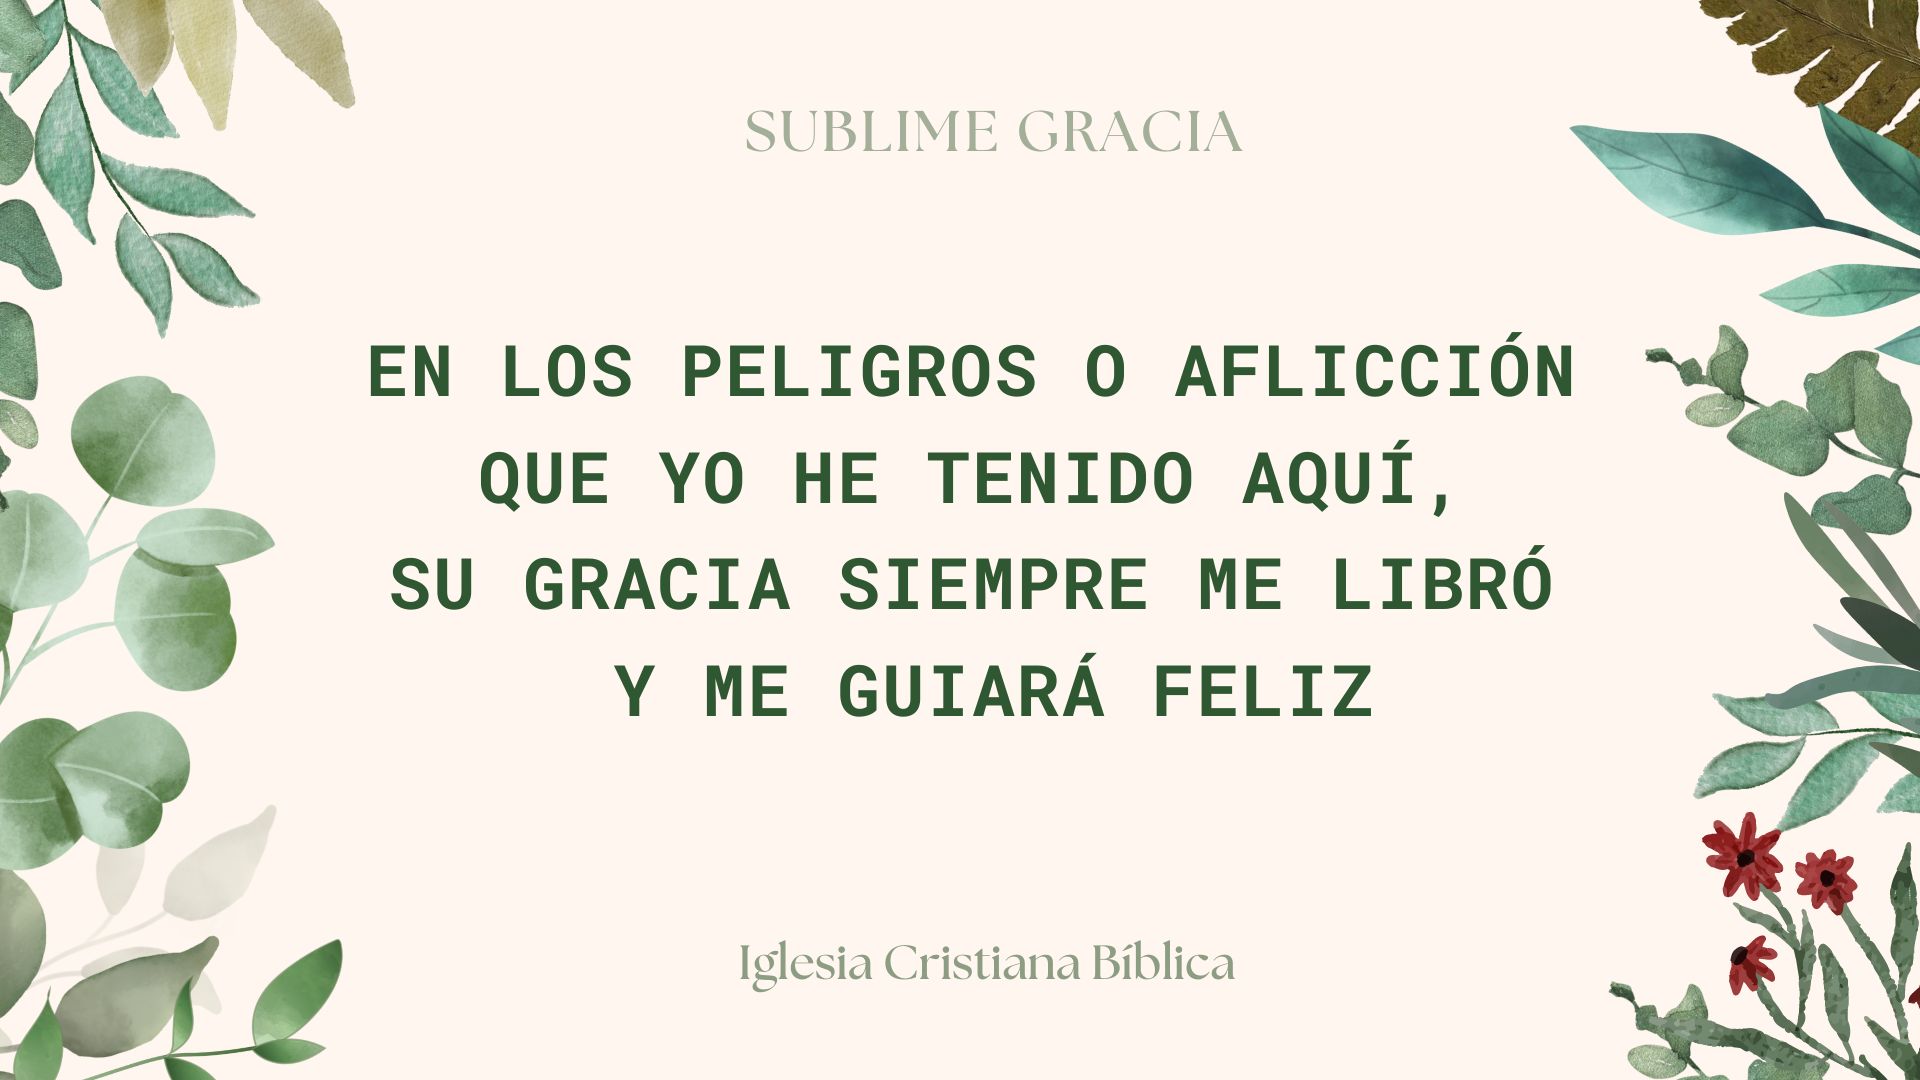 SUBLIME GRACIA
EN LOS PELIGROS O AFLICCIÓN
QUE YO HE TENIDO AQUÍ,
SU GRACIA SIEMPRE ME LIBRÓ
Y ME GUIARÁ FELIZ
Iglesia Cristiana Bíblica